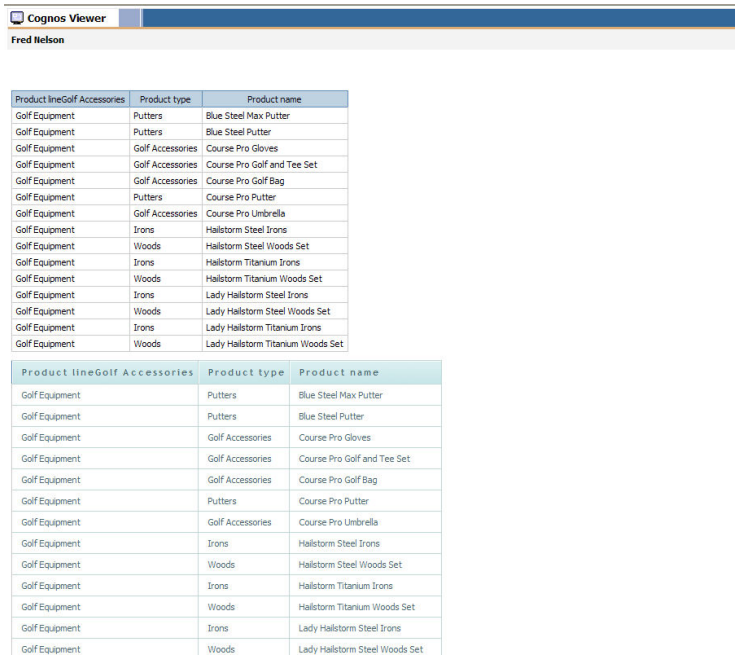 Cognos Viewer
Fred Nelson
Product lineGolf Accessories Product type Product name
Golf Equipment Putters Blue Steel Max Putter
Golf Equipment Putters Blue Steel Putter
Golf Equipment Golf Accessories Course Pro Gloves
Golf Equipment Golf Accessories Course Pro Golf and Tee Set
Golf Equipment Golf Accessories Course Pro Golf Bag
Golf Equipment Putters Course Pro Putter
Golf Equipment Golf Accessories Course Pro Umbrella
Golf Equipment Irons Hailstorm Steel Irons
Golf Equipment Woods Hailstorm Steel Woods Set
Golf Equipment Irons Hailstorm Titanium Irons
Golf Equipment Woods Hailstorm Titanium Woods Set
Golf Equipment Irons Lady Hailstorm Steel Irons
Golf Equipment Woods Lady Hailstorm Steel Woods Set
Golf Equipment Irons Lady Hailstorm Titanium Irons
Golf Equipment Woods Lady Hailstorm Titanium Woods Set
Product lineGolf Accessories Product type Product name
Golf Equipment Putters Blue Steel Max Putter
Golf Equipment Putters Blue Steel Putter
Golf Equipment Golf Accessories Course Pro Gloves
Golf Equipment Golf Accessories Course Pro Golf and Tee Set
Golf Equipment Golf Accessories Course Pro Golf Bag
Golf Equipment Putters Course Pro Putter
Golf Equipment Golf Accessories Course Pro Umbrella
Golf Equipment Irons Hailstorm Steel Irons
Golf Equipment Woods Hailstorm Steel Woods Set
Golf Equipment Irons Hailstorm Titanium Irons
Golf Equipment Woods Hailstorm Titanium Woods Set
Golf Equipment Irons Lady Hailstorm Steel Irons
Golf Equipment Woods Lady Hailstorm Steel Woods Set